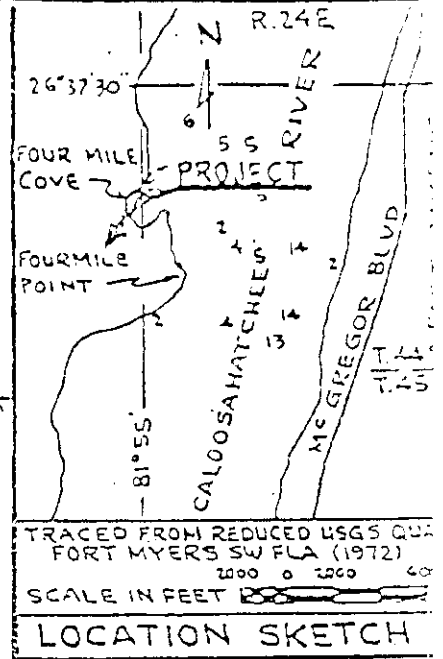 R. 24E
N
26°37'30"
6
5 5
RIVER
FOUR MILE
COVE
PROJECT
2
4 5 14
2
FOURMILE
POINT
2
4 14
13
CALOOSAHATCHEE
McGREGOR BLVD
T.44S
T.45
81°55'
TRACED FROM REDUCED USGS QUA
FORT MYERS SW FLA (1972)
2000 0 2000 600
SCALE IN FEET
LOCATION SKETCH